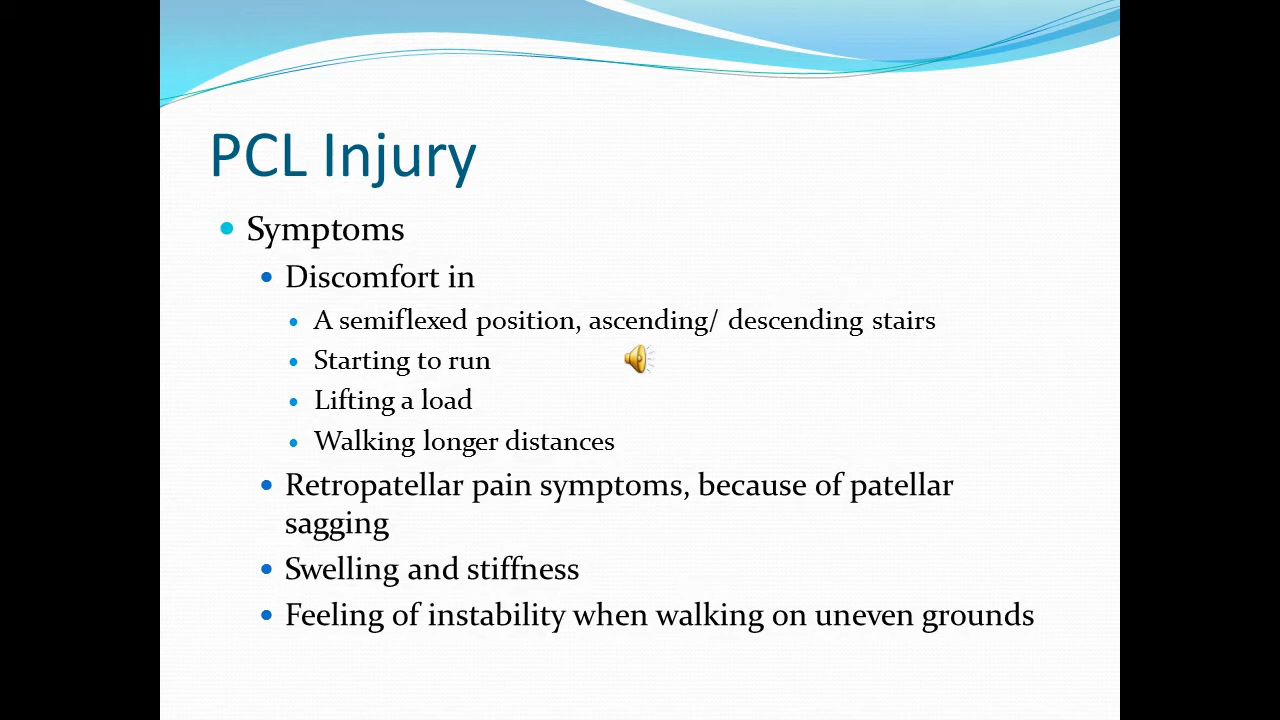 PCL Injury
Symptoms
Discomfort in
A semiflexed position, ascending/ descending stairs
Starting to run
Lifting a load
Walking longer distances
Retropatellar pain symptoms, because of patellar
sagging
Swelling and stiffness
Feeling of instability when walking on uneven grounds